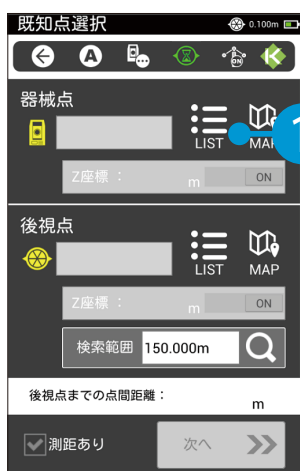 既知点選択 0.100m
A ON
器械点
LIST MAP 1
Z座標： m ON
後視点
LIST MAP
Z座標： m ON
検索範囲 150.000m
後視点までの点間距離：
m
測距あり 次へ